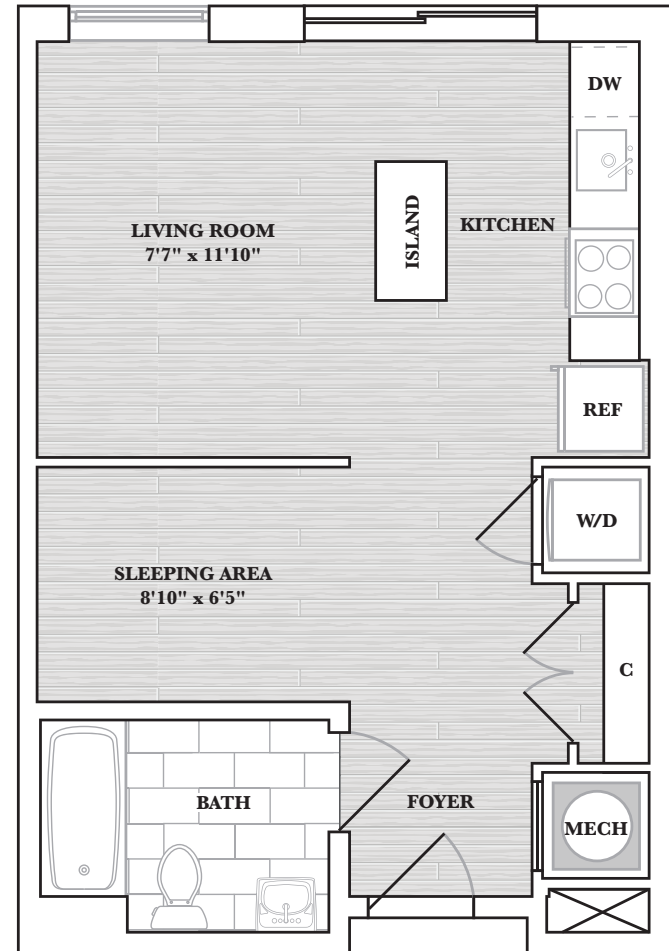 DW
LIVING ROOM
7'7" x 11'10"
ISLAND
KITCHEN
REF
W/D
SLEEPING AREA
8'10" x 6'5"
C
BATH
FOYER
MECH